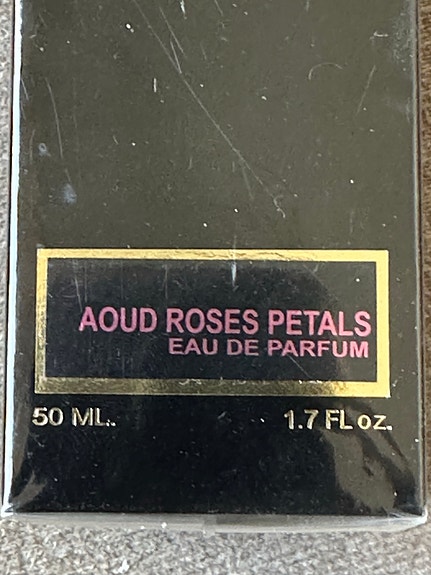 AOUD ROSES PETALS
EAU DE PARFUM
50 ML. 1.7 FL oz.